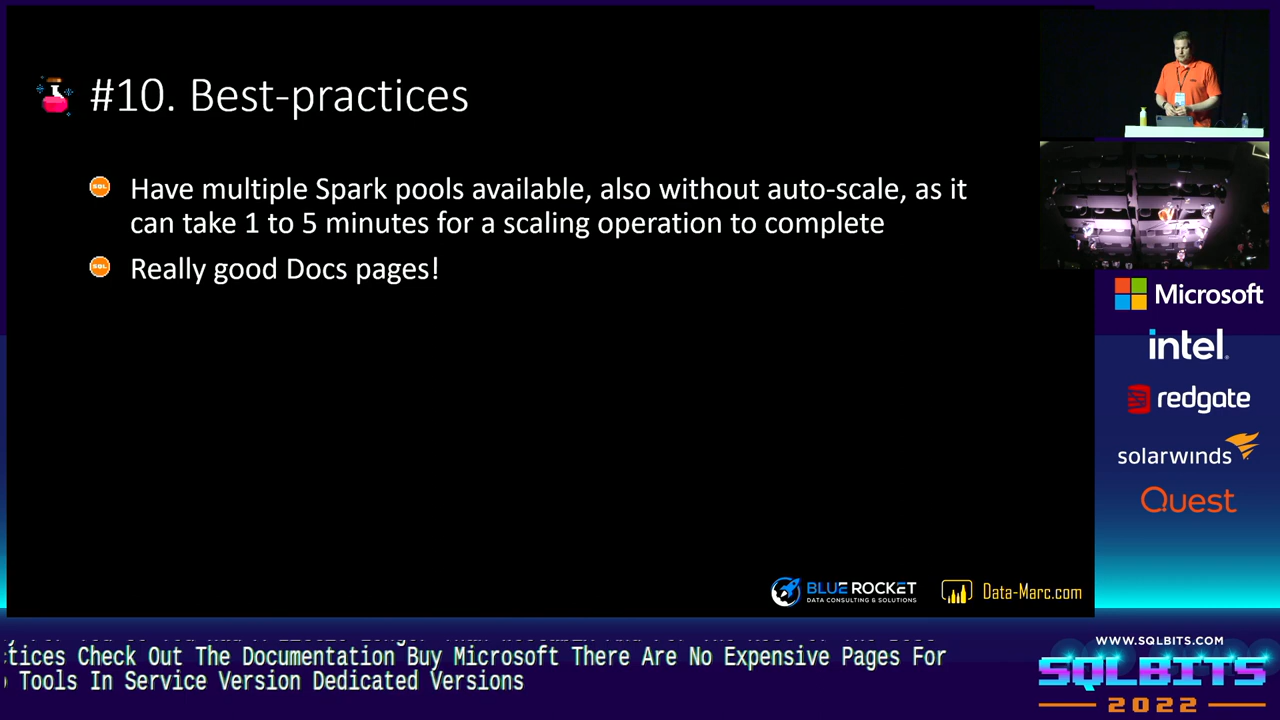 #10. Best-practices
SQL Have multiple Spark pools available, also without auto-scale, as it
can take 1 to 5 minutes for a scaling operation to complete
SQL Really good Docs pages!
Microsoft
intel.
redgate
solarwinds
Quest
BLUE ROCKET
DATA CONSULTING & SOLUTIONS
Data-Marc.com
tices Check Out The Documentation Buy Microsoft There Are No Expensive Pages For
Tools In Service Version Dedicated Versions
WWW.SQLBITS.COM
SQLBITS
2022